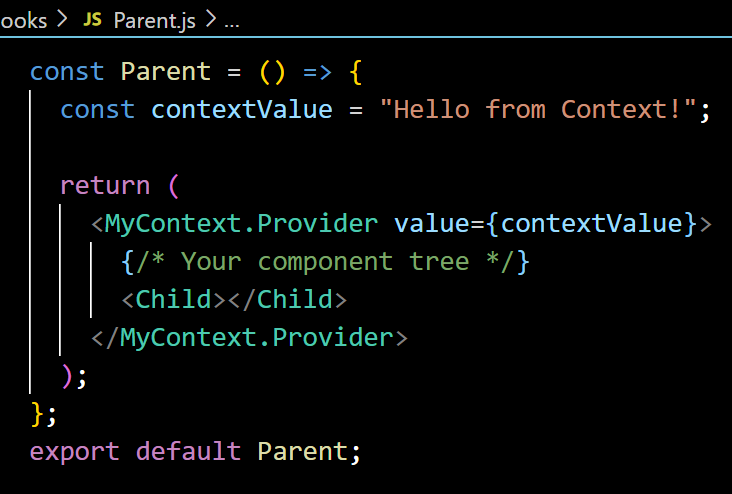 ooks > JS Parent.js > ...
const Parent = () => {
  const contextValue = "Hello from Context!";
  return (
    <MyContext.Provider value={contextValue}>
      {/* Your component tree */}
      <Child></Child>
    </MyContext.Provider>
  );
};
export default Parent;